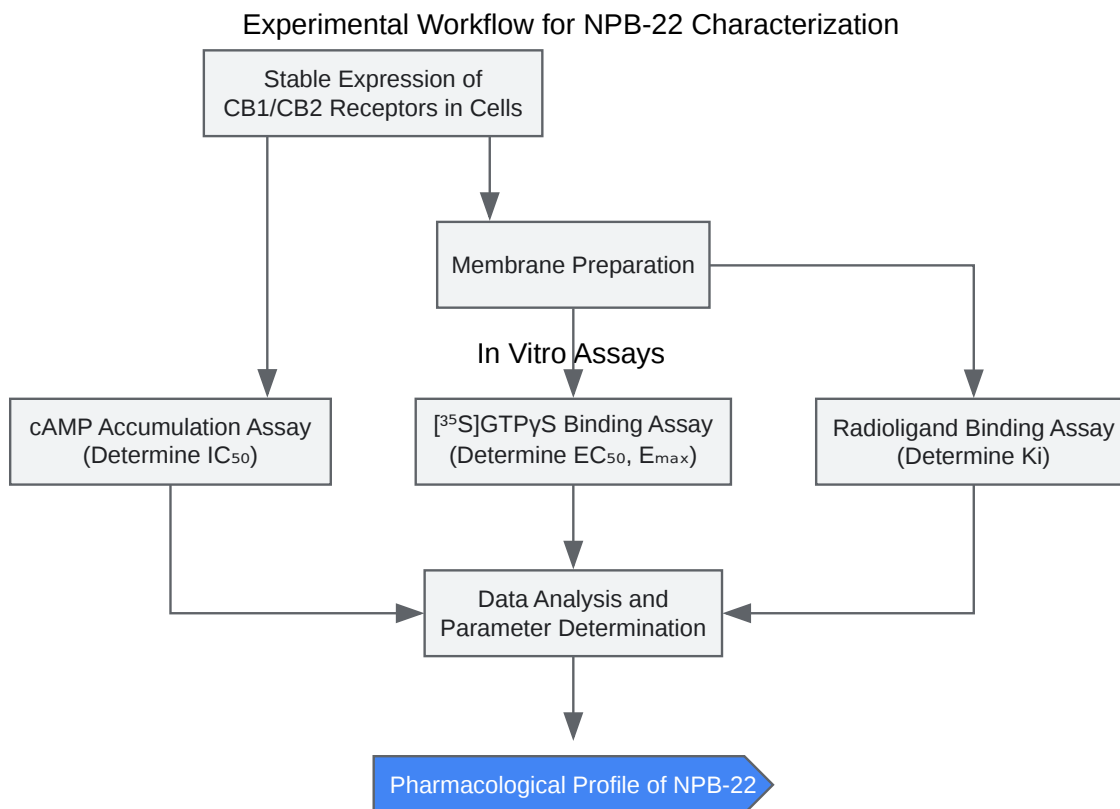 Experimental Workflow for NPB-22 Characterization
Stable Expression of
CB1/CB2 Receptors in Cells
Membrane Preparation
In Vitro Assays
cAMP Accumulation Assay
(Determine IC₅₀)
[³⁵S]GTPγS Binding Assay
(Determine EC₅₀, Eₘₐₓ)
Radioligand Binding Assay
(Determine Ki)
Data Analysis and
Parameter Determination
Pharmacological Profile of NPB-22